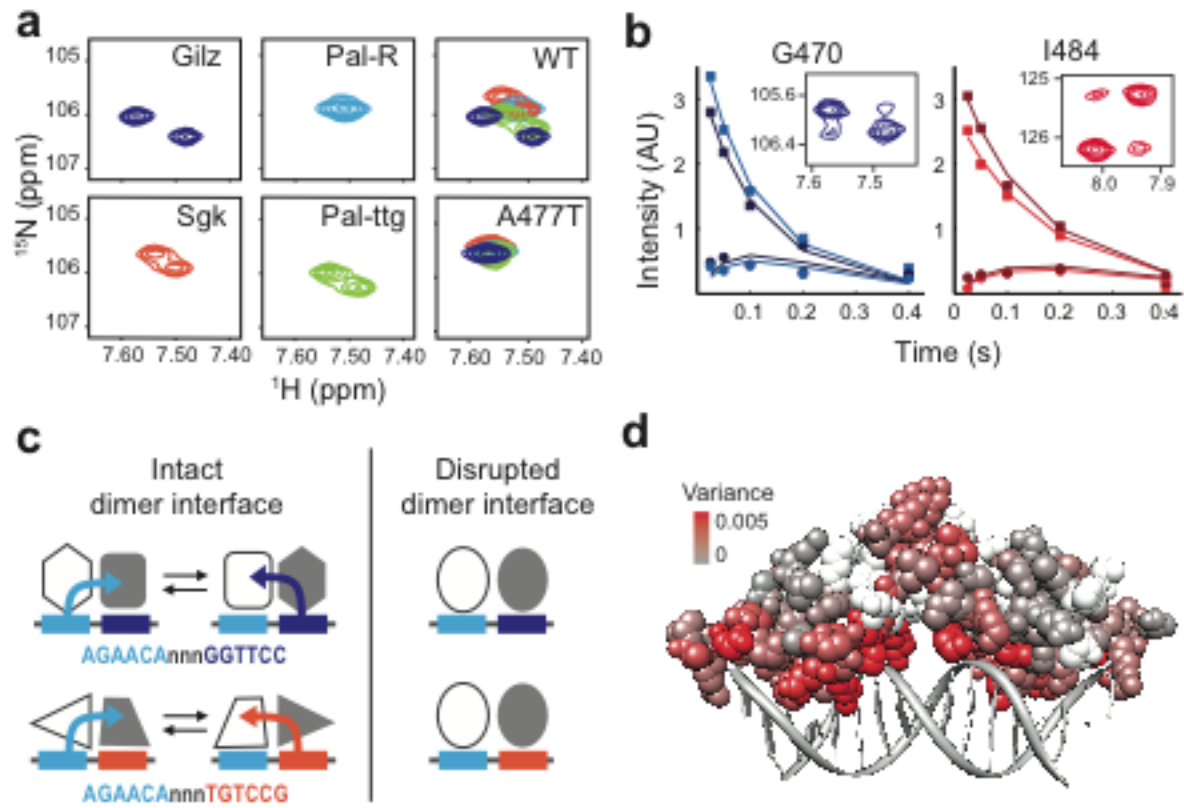 a
Gilz
Pal-R
WT
105
106
107
Sgk
Pal-ttg
A477T
105
106
107
7.60 7.50 7.40
7.60 7.50 7.40
7.60 7.50 7.40
15N (ppm)
1H (ppm)
b
G470
I484
3
2
1
105.6
106.4
7.6 7.5
0.1 0.2 0.3 0.4
3
2
1
125
126
8.0 7.9
0 0.1 0.2 0.3 0.4
Intensity (AU)
Time (s)
c
Intact
dimer interface
Disrupted
dimer interface
AGAACAnnnGGTTCC
AGAACAnnnTGTCCG
d
Variance
0.005
0